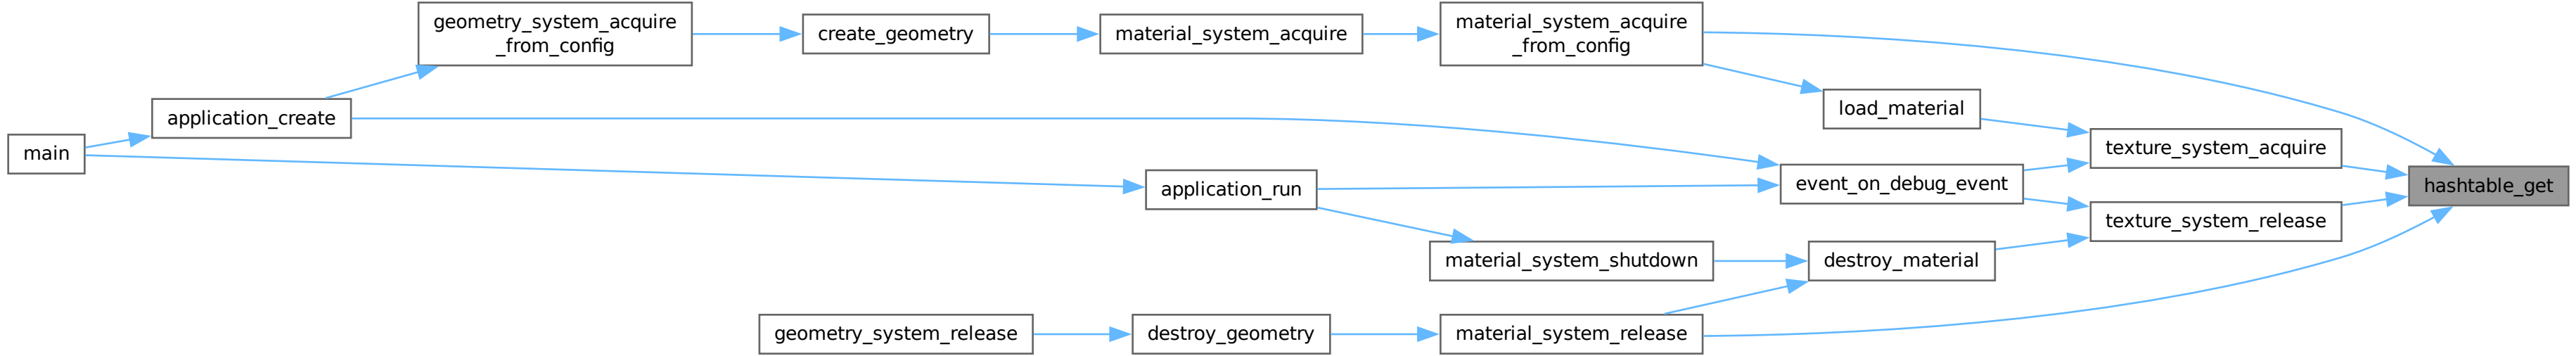 geometry_system_acquire
_from_config
create_geometry
material_system_acquire
material_system_acquire
_from_config
load_material
application_create
main
texture_system_acquire
event_on_debug_event
hashtable_get
application_run
texture_system_release
material_system_shutdown
destroy_material
geometry_system_release
destroy_geometry
material_system_release